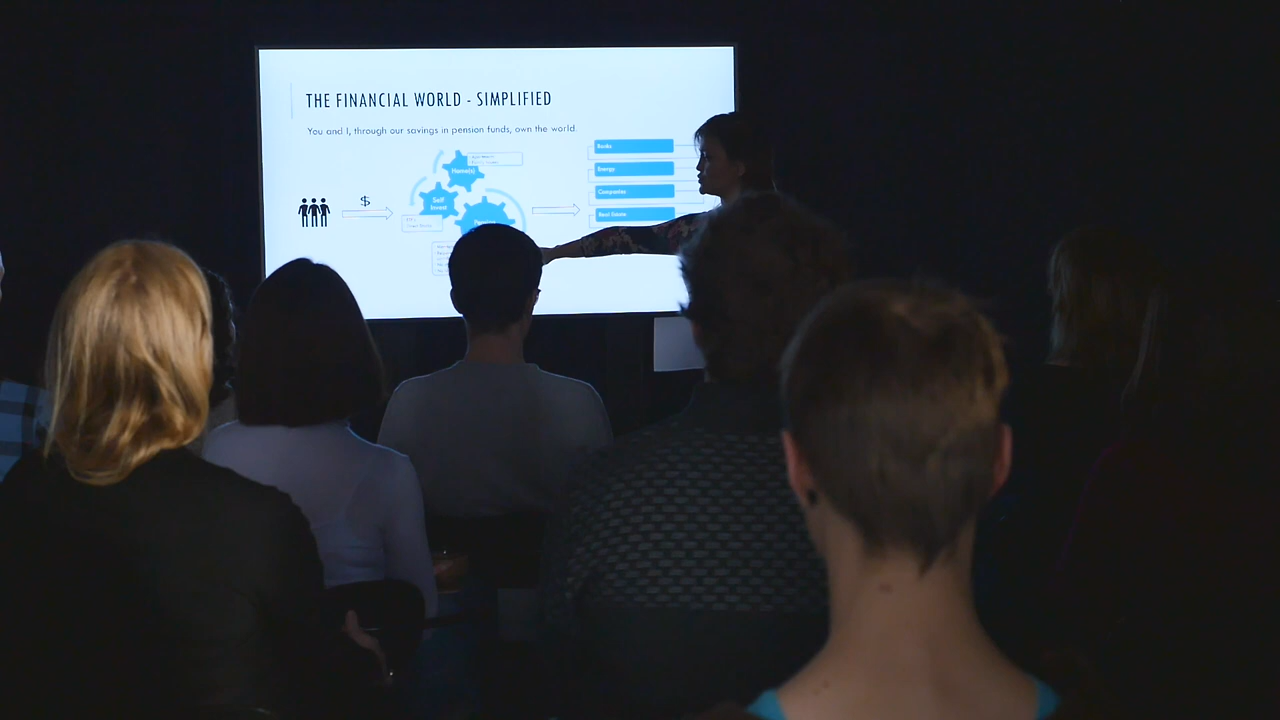 THE FINANCIAL WORLD - SIMPLIFIED
You and I, through our savings in pension funds, own the world.
$
Home(s)
Self
Invest
Pension
Banks
Energy
Companies
Real Estate